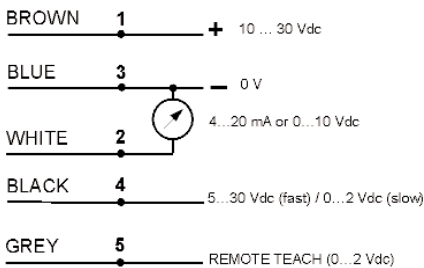 BROWN 1 + 10 ... 30 Vdc
BLUE 3 − 0 V
4...20 mA or 0...10 Vdc
WHITE 2
BLACK 4 5...30 Vdc (fast) / 0...2 Vdc (slow)
GREY 5 REMOTE TEACH (0...2 Vdc)